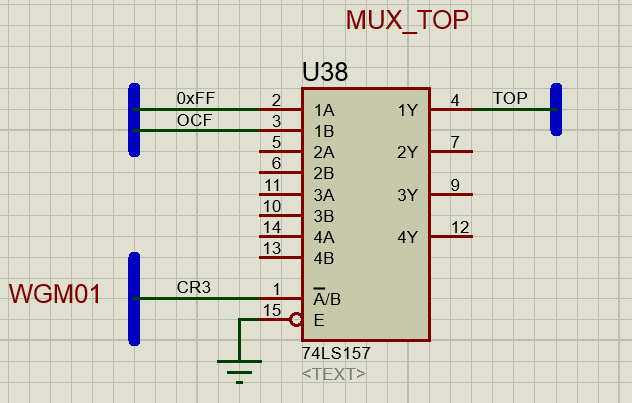 MUX_TOP
U38
0xFF 2 1A 1Y 4 TOP
OCF 3 1B
5 2A 2Y 7
6 2B
11 3A 3Y 9
10 3B
14 4A 4Y 12
13 4B
WGM01 CR3 1 A̅/B
15 E
74LS157
<TEXT>